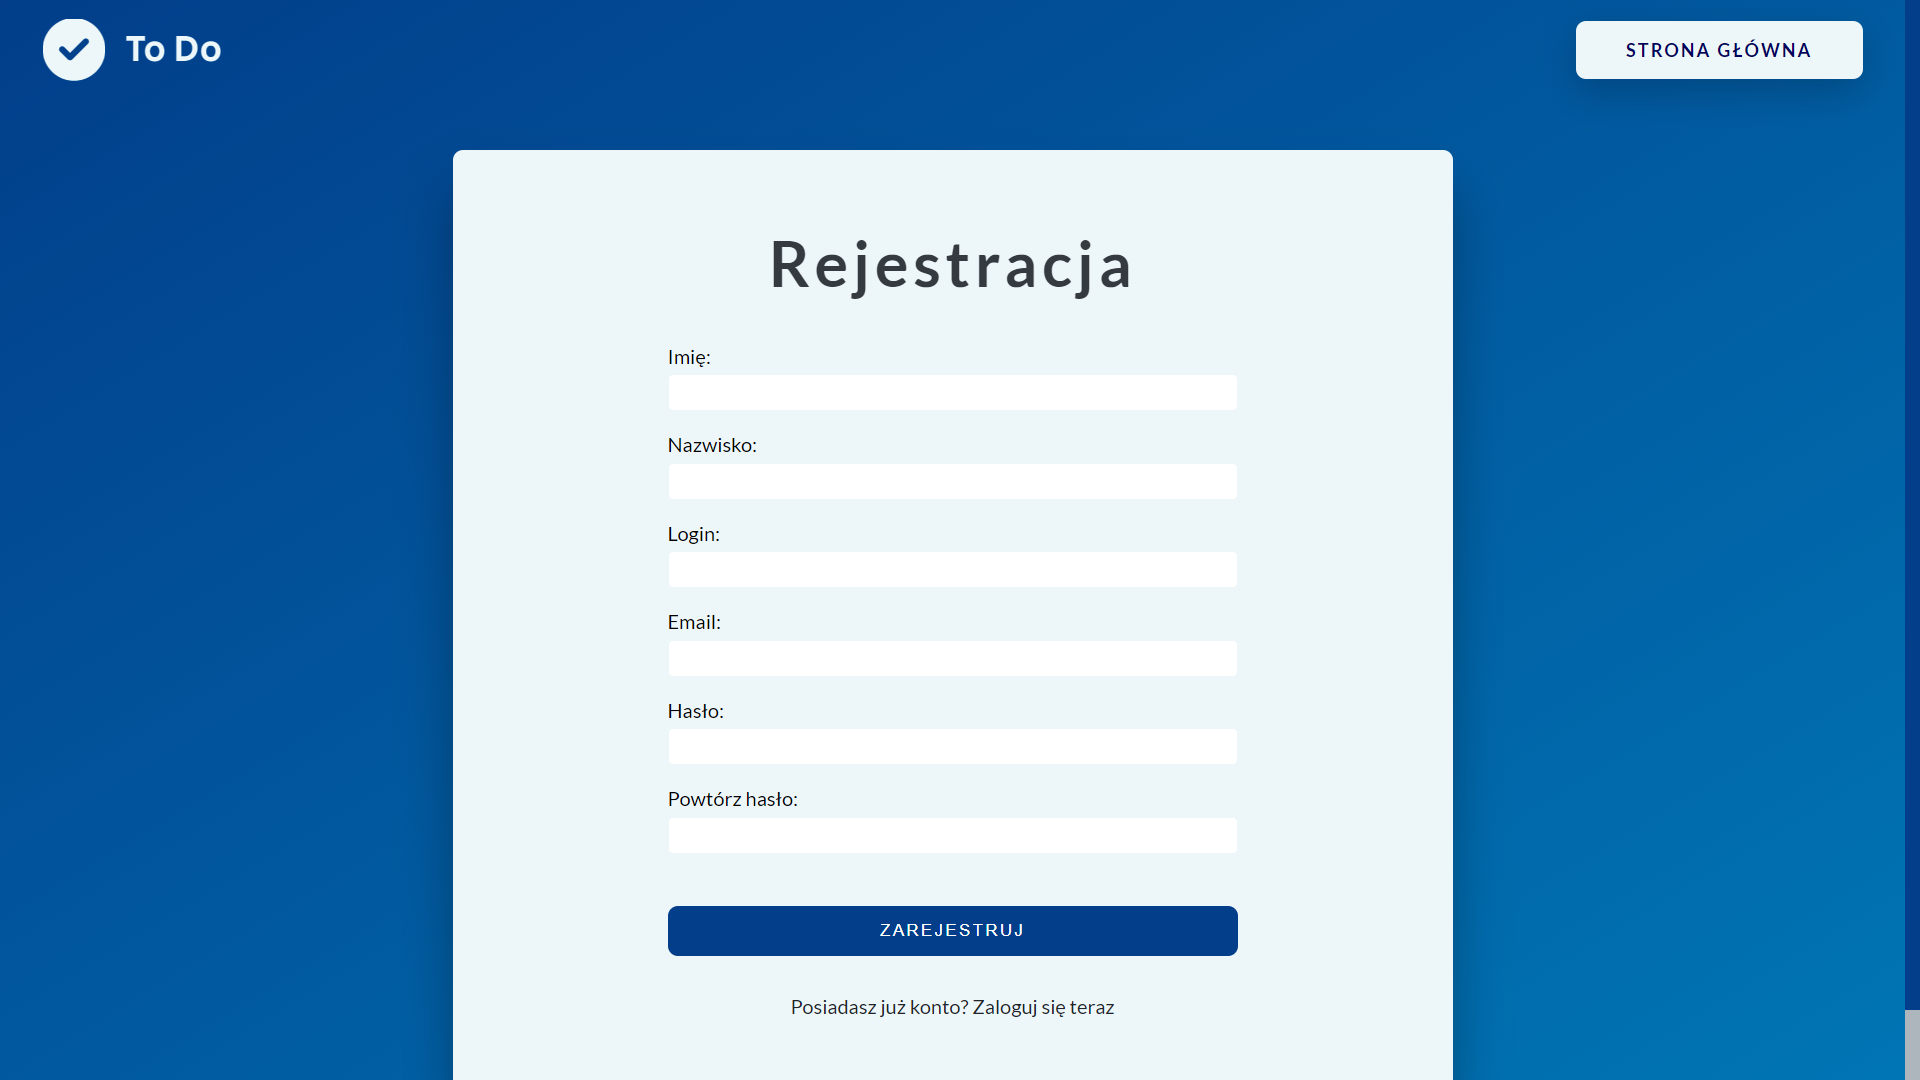 To Do
STRONA GŁÓWNA
Rejestracja
Imię:
Nazwisko:
Login:
Email:
Hasło:
Powtórz hasło:
ZAREJESTRUJ
Posiadasz już konto? Zaloguj się teraz